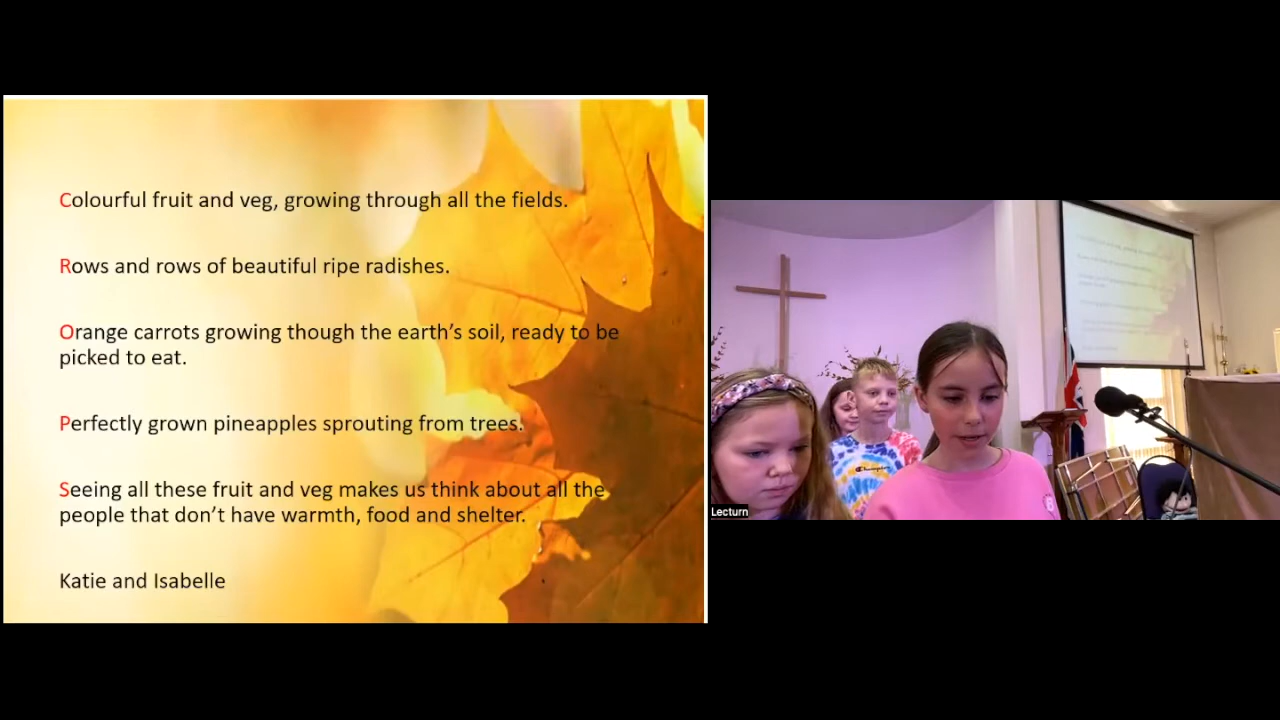 Colourful fruit and veg, growing through all the fields.
Rows and rows of beautiful ripe radishes.
Orange carrots growing though the earth's soil, ready to be
picked to eat.
Perfectly grown pineapples sprouting from trees.
Seeing all these fruit and veg makes us think about all the
people that don't have warmth, food and shelter.
Katie and Isabelle
Champion
Lecturn